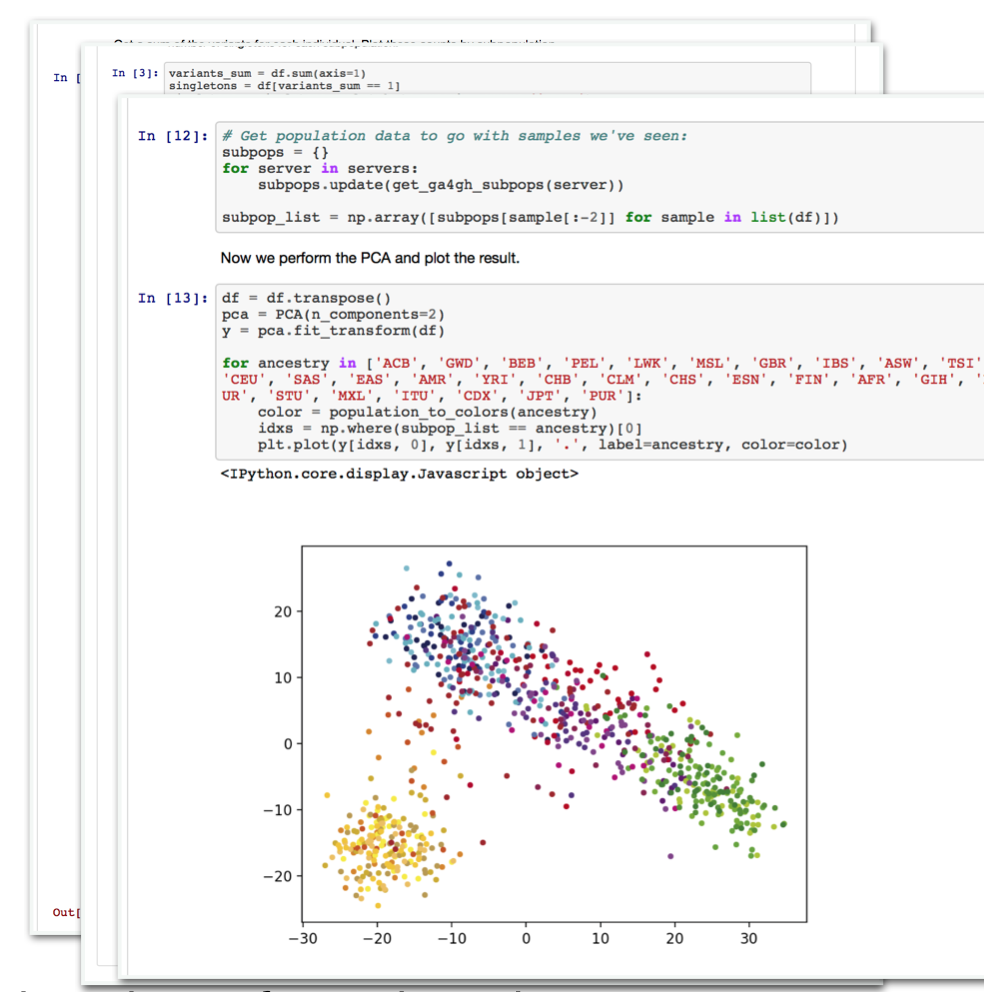 In [
In [3]: variants_sum = df.sum(axis=1)
singletons = df[variants_sum == 1]
In [12]: # Get population data to go with samples we've seen:
subpops = {}
for server in servers:
    subpops.update(get_ga4gh_subpops(server))
subpop_list = np.array([subpops[sample[:-2]] for sample in list(df)])
Now we perform the PCA and plot the result.
In [13]: df = df.transpose()
pca = PCA(n_components=2)
y = pca.fit_transform(df)
for ancestry in ['ACB', 'GWD', 'BEB', 'PEL', 'LWK', 'MSL', 'GBR', 'IBS', 'ASW', 'TSI'
'CEU', 'SAS', 'EAS', 'AMR', 'YRI', 'CHB', 'CLM', 'CHS', 'ESN', 'FIN', 'AFR', 'GIH', '
UR', 'STU', 'MXL', 'ITU', 'CDX', 'JPT', 'PUR']:
    color = population_to_colors(ancestry)
    idxs = np.where(subpop_list == ancestry)[0]
    plt.plot(y[idxs, 0], y[idxs, 1], '.', label=ancestry, color=color)
<IPython.core.display.Javascript object>
20
10
0
−10
−20
−30 −20 −10 0 10 20 30
Out[